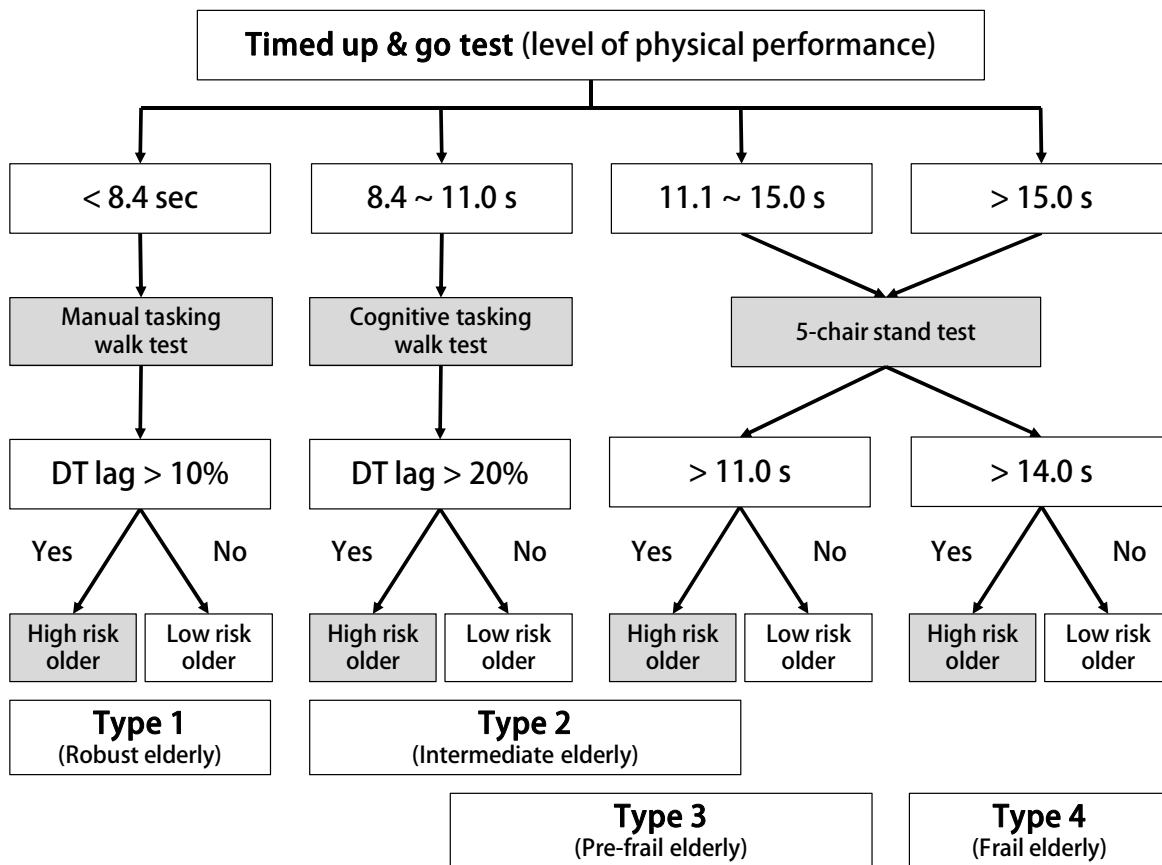 Timed up & go test (level of physical performance)
< 8.4 sec
8.4 ~ 11.0 s
11.1 ~ 15.0 s
> 15.0 s
Manual tasking
walk test
Cognitive tasking
walk test
5-chair stand test
DT lag > 10%
DT lag > 20%
> 11.0 s
> 14.0 s
Yes
No
Yes
No
Yes
No
Yes
No
High risk
older
Low risk
older
High risk
older
Low risk
older
High risk
older
Low risk
older
High risk
older
Low risk
older
Type 1
(Robust elderly)
Type 2
(Intermediate elderly)
Type 3
(Pre-frail elderly)
Type 4
(Frail elderly)